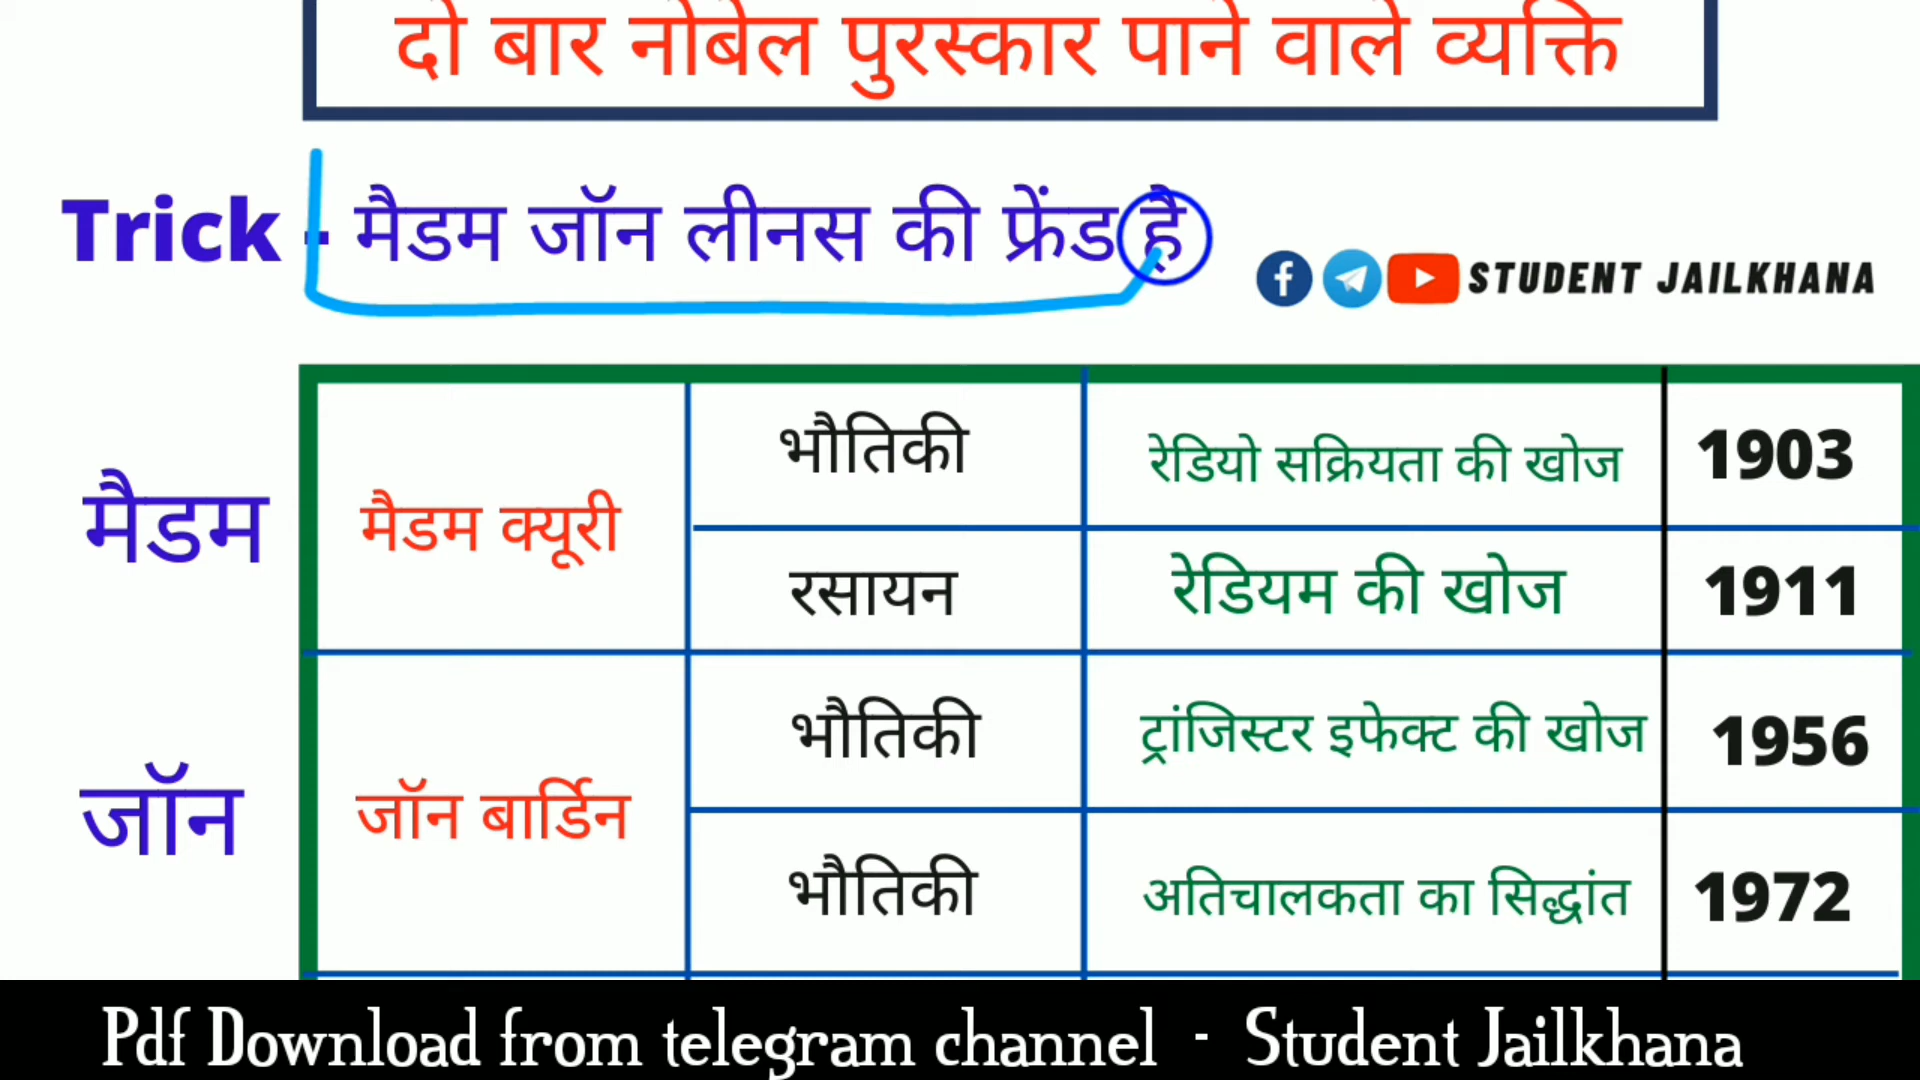 दो बार नोबेल पुरस्कार पाने वाले व्यक्ति
Trick - मैडम जॉन लीनस की फ्रेंड है
STUDENT JAILKHANA
मैडम
मैडम क्यूरी
भौतिकी
रेडियो सक्रियता की खोज
1903
रसायन
रेडियम की खोज
1911
जॉन
जॉन बार्डिन
भौतिकी
ट्रांजिस्टर इफेक्ट की खोज
1956
भौतिकी
अतिचालकता का सिद्धांत
1972
Pdf Download from telegram channel - Student Jailkhana